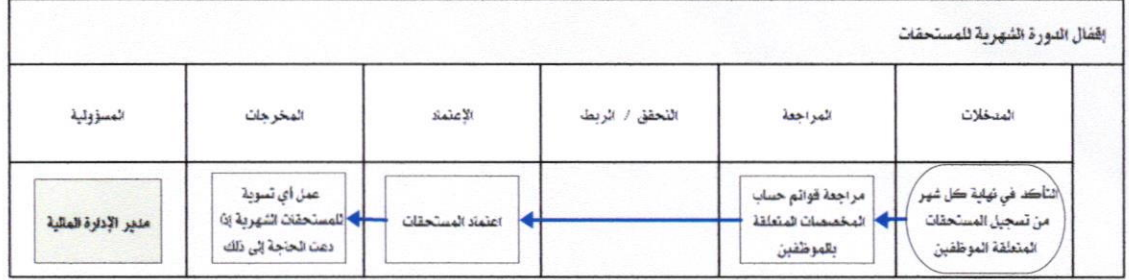 إقفال الدورة الشهرية للمستحقات
المدخلات
المراجعة
التحقق / الربط
الإعتماد
المخرجات
المسؤولية
التأكد في نهاية كل شهر
من تسجيل المستحقات
المتعلقة الموظفين
مراجعة قوائم حساب
المخصصات المتعلقة
بالموظفين
اعتماد المستحقات
عمل أي تسوية
للمستحقات الشهرية إذا
دعت الحاجة إلى ذلك
مدير الإدارة المالية